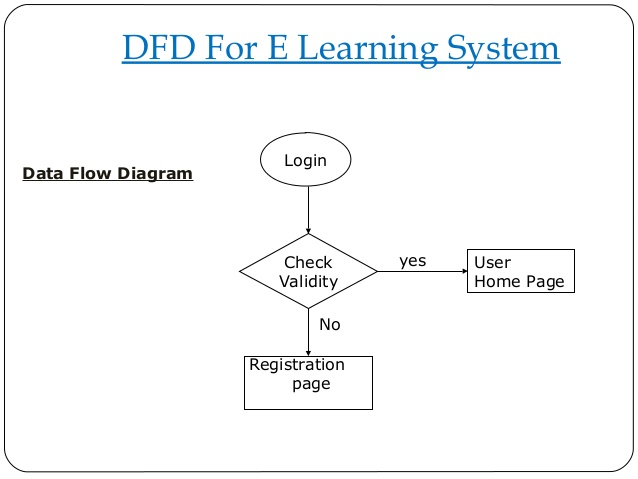 DFD For E Learning System
Data Flow Diagram
Login
Check
Validity
yes
User
Home Page
No
Registration
page